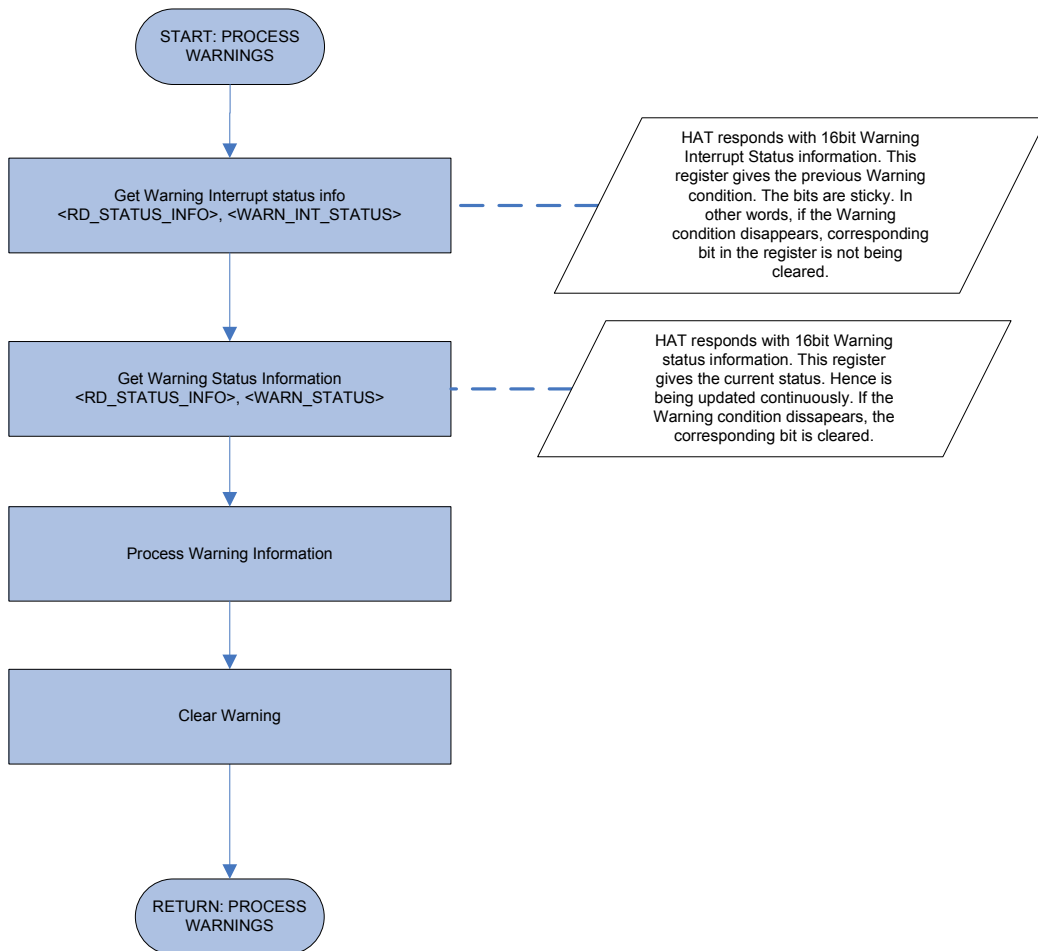 START: PROCESS
WARNINGS
Get Warning Interrupt status info
<RD_STATUS_INFO>, <WARN_INT_STATUS>
HAT responds with 16bit Warning
Interrupt Status information. This
register gives the previous Warning
condition. The bits are sticky. In
other words, if the Warning
condition disappears, corresponding
bit in the register is not being
cleared.
Get Warning Status Information
<RD_STATUS_INFO>, <WARN_STATUS>
HAT responds with 16bit Warning
status information. This register
gives the current status. Hence is
being updated continuously. If the
Warning condition dissapears, the
corresponding bit is cleared.
Process Warning Information
Clear Warning
RETURN: PROCESS
WARNINGS